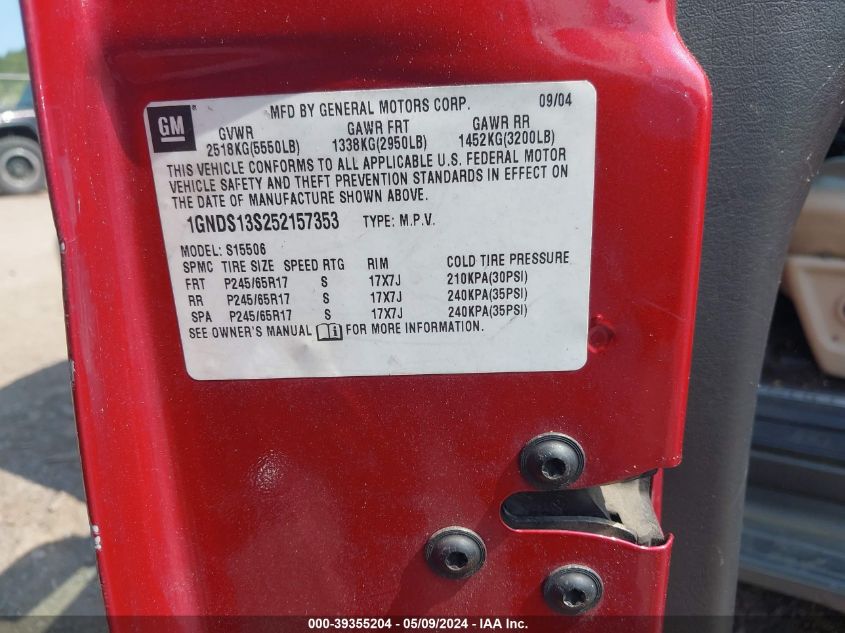 MFD BY GENERAL MOTORS CORP. 09/04
GM
GVWR GAWR FRT GAWR RR
2518KG(5550LB) 1338KG(2950LB) 1452KG(3200LB)
THIS VEHICLE CONFORMS TO ALL APPLICABLE U.S. FEDERAL MOTOR
VEHICLE SAFETY AND THEFT PREVENTION STANDARDS IN EFFECT ON
THE DATE OF MANUFACTURE SHOWN ABOVE.
1GNDS13S252157353 TYPE: M.P.V.
MODEL: S15506
SPMC TIRE SIZE SPEED RTG RIM COLD TIRE PRESSURE
FRT P245/65R17 S 17X7J 210KPA(30PSI)
RR P245/65R17 S 17X7J 240KPA(35PSI)
SPA P245/65R17 S 17X7J 240KPA(35PSI)
SEE OWNER'S MANUAL FOR MORE INFORMATION.
000-39355204 - 05/09/2024 - IAA Inc.